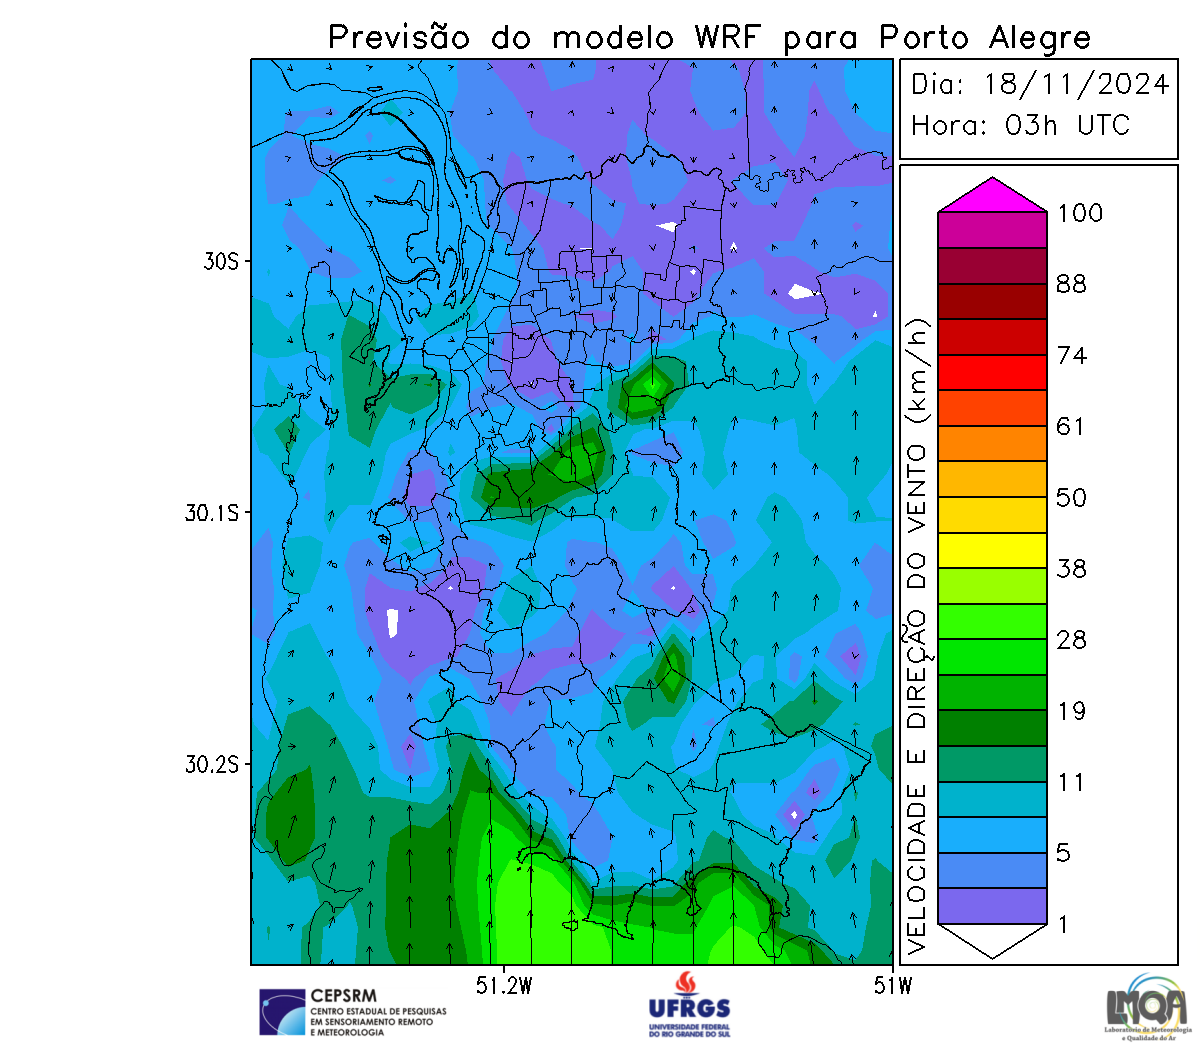 Previsão do modelo WRF para Porto Alegre
Dia: 18/11/2024
Hora: 03h UTC
100
88
74
61
50
38
28
19
11
5
1
VELOCIDADE E DIREÇÃO DO VENTO (km/h)
30S
30.1S
30.2S
51.2W
51W
CEPSRM
CENTRO ESTADUAL DE PESQUISAS
EM SENSORIAMENTO REMOTO
E METEOROLOGIA
UFRGS
UNIVERSIDADE FEDERAL
DO RIO GRANDE DO SUL
LMQA
Laboratório de Meteorologia
e Qualidade do Ar